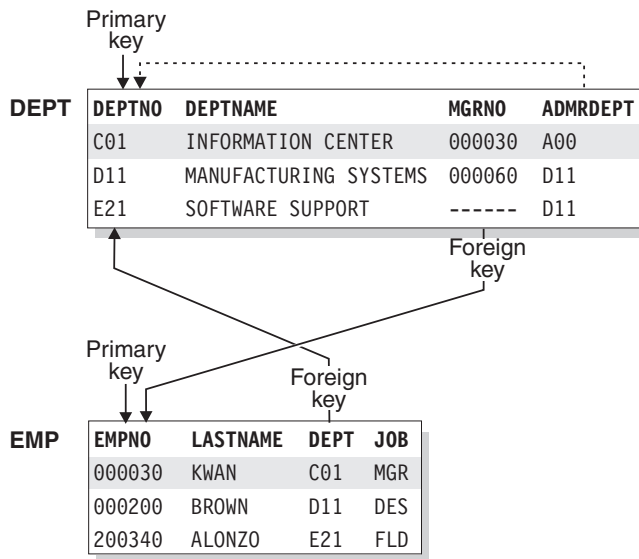 Primary
key
DEPT
DEPTNO DEPTNAME MGRNO ADMRDEPT
C01 INFORMATION CENTER 000030 A00
D11 MANUFACTURING SYSTEMS 000060 D11
E21 SOFTWARE SUPPORT ------ D11
Foreign
key
Primary
key
Foreign
key
EMP
EMPNO LASTNAME DEPT JOB
000030 KWAN C01 MGR
000200 BROWN D11 DES
200340 ALONZO E21 FLD